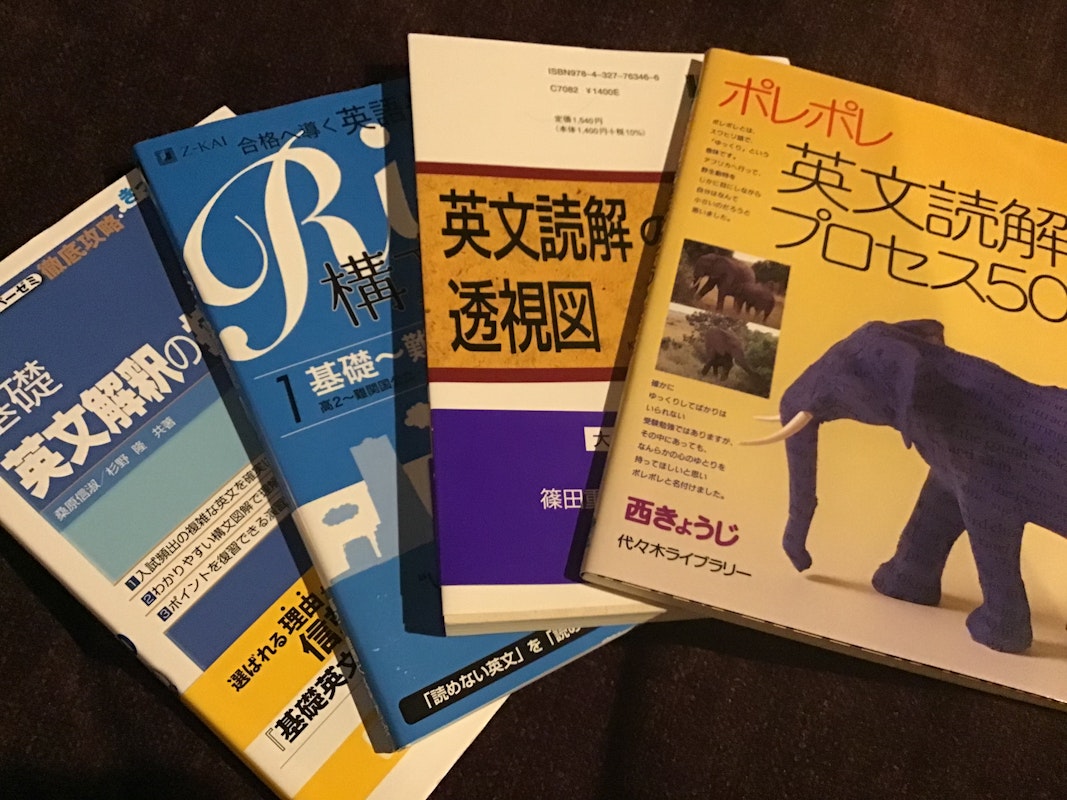 パーゼミ 徹底攻略
基礎
英文解釈の
桑原信淑/杉野 隆 共著
1 入試頻出の複雑な英文を確
2 わかりやすい構文図解で
3 ポイントを復習できる
選ばれる理由
信
『基礎英文
Z-KAI 合格へ導く英語
Ri
構
1 基礎~難
高2~難関国
「読めない英文」を「読め
ISBN978-4-327-76346-6
C7082 ¥1400E
定価1,540円
(本体1,400円+税10%)
英文読解の
透視図
大
篠田重
ポレポレ
ポレポレとは、
スワヒリ語で、
「ゆっくり」という
意味です。
アフリカへ行って、
野生動物を
じかに目にしながら
自分はなんて
小さいのだろうと
思いました。
英文読解
プロセス50
確かに
ゆっくりしてばかりは
いられない
受験勉強ではありますが、
その中にあっても、
なんらかの心のゆとりを
持ってほしいと思い
ポレポレと名付けました。
西きょうじ
代々木ライブラリー